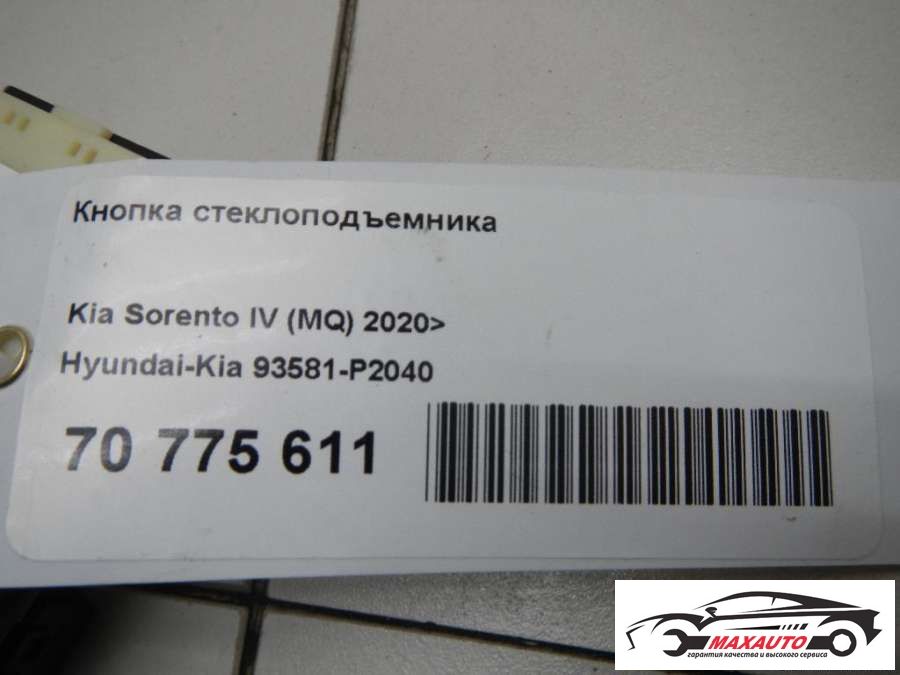 Кнопка стеклоподъемника
Kia Sorento IV (MQ) 2020>
Hyundai-Kia 93581-P2040
70 775 611
MAXAUTO
гарантия качества и высокого сервиса